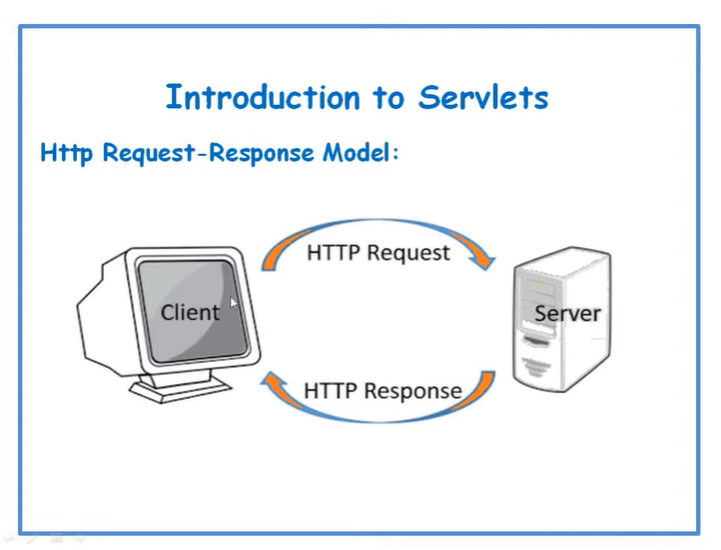 Introduction to Servlets
Http Request-Response Model:
HTTP Request
Client
Server
HTTP Response